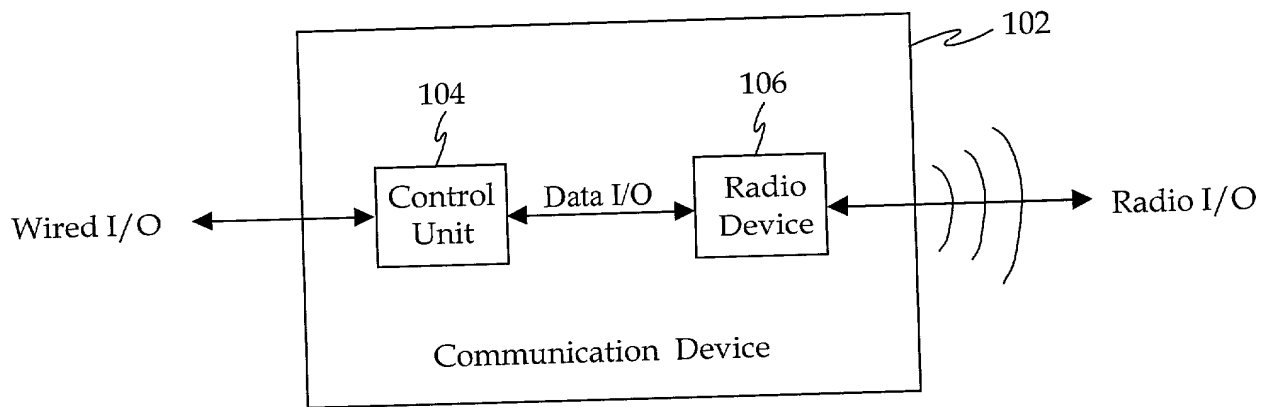 102
104
106
Wired I/O
Control
Unit
Data I/O
Radio
Device
Radio I/O
Communication Device